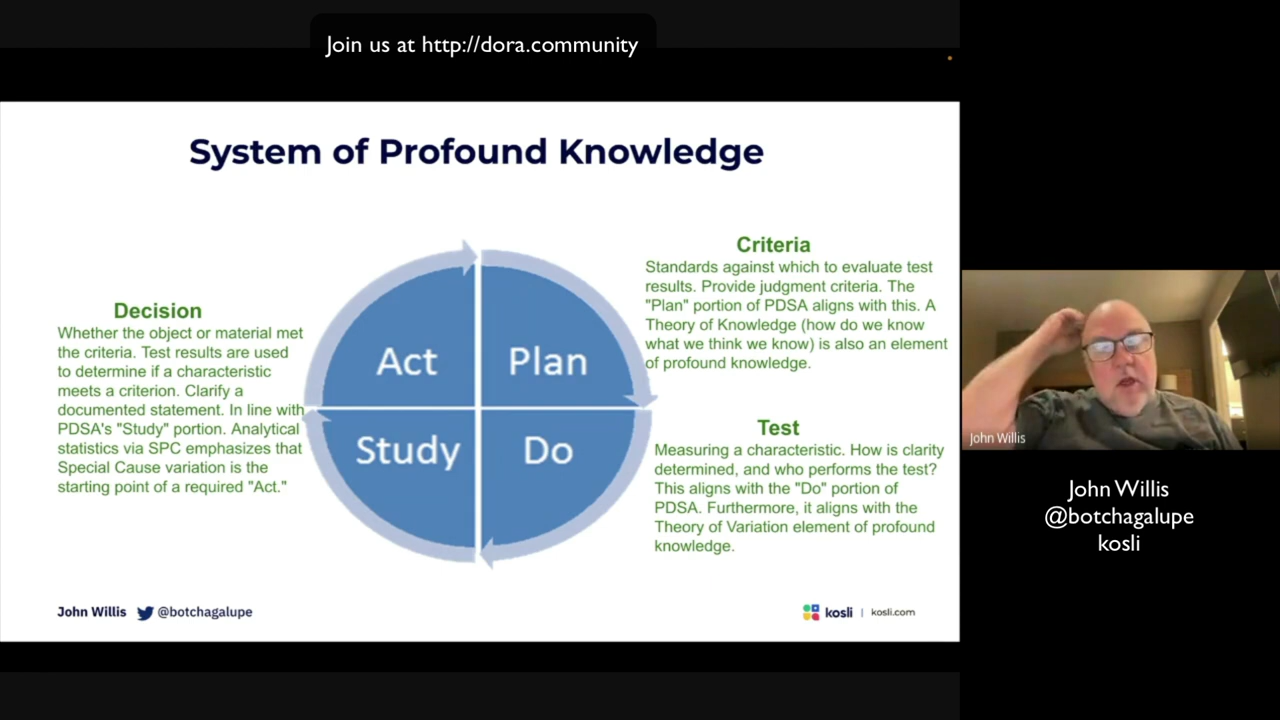 Join us at http://dora.community
System of Profound Knowledge
Decision
Whether the object or material met
the criteria. Test results are used
to determine if a characteristic
meets a criterion. Clarify a
documented statement. In line with
PDSA's "Study" portion. Analytical
statistics via SPC emphasizes that
Special Cause variation is the
starting point of a required "Act."
Act
Plan
Study
Do
Criteria
Standards against which to evaluate test
results. Provide judgment criteria. The
"Plan" portion of PDSA aligns with this. A
Theory of Knowledge (how do we know
what we think we know) is also an element
of profound knowledge.
Test
Measuring a characteristic. How is clarity
determined, and who performs the test?
This aligns with the "Do" portion of
PDSA. Furthermore, it aligns with the
Theory of Variation element of profound
knowledge.
John Willis @botchagalupe
kosli | kosli.com
John Willis
John Willis
@botchagalupe
kosli